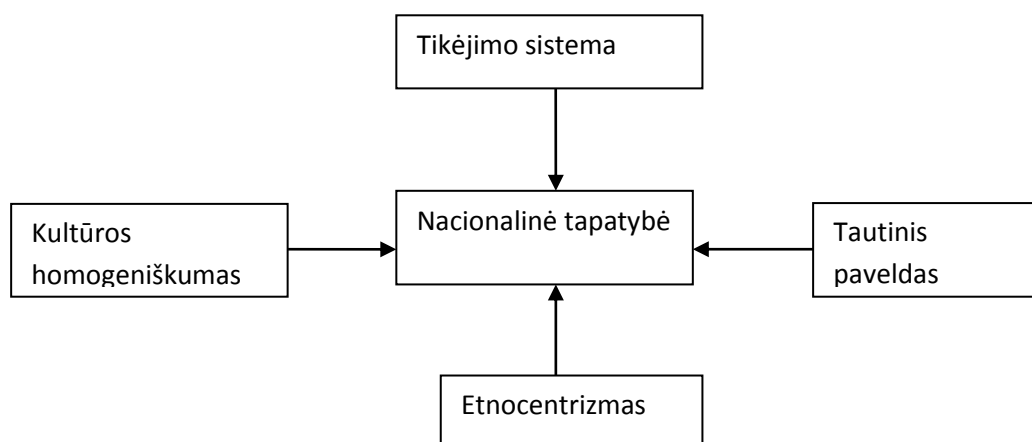 Tikėjimo sistema
Nacionalinė tapatybė
Kultūros
homogeniškumas
Tautinis
paveldas
Etnocentrizmas